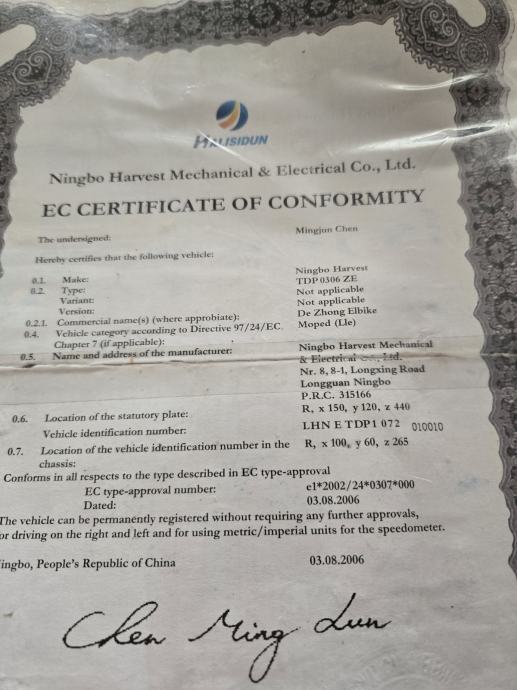 HALISIDUN
Ningbo Harvest Mechanical & Electrical Co., Ltd.
EC CERTIFICATE OF CONFORMITY
The undersigned: Mingjun Chen
Hereby certifies that the following vehicle:
0.1. Make: Ningbo Harvest
0.2. Type: TDP 0306 ZE
Variant: Not applicable
Version: Not applicable
0.2.1. Commercial name(s) (where approbiate): De Zhong Elbike
0.4. Vehicle category according to Directive 97/24/EC. Moped (Lle)
Chapter 7 (if applicable):
0.5. Name and address of the manufacturer: Ningbo Harvest Mechanical
& Electrical Co., Ltd.
Nr. 8, 8-1, Longxing Road
Longguan Ningbo
P.R.C. 315166
0.6. Location of the statutory plate: R, x 150, y 120, z 440
Vehicle identification number: LHN E TDP1 072 010010
0.7. Location of the vehicle identification number in the R, x 100, y 60, z 265
chassis:
Conforms in all respects to the type described in EC type-approval
EC type-approval number: e1*2002/24*0307*000
Dated: 03.08.2006
The vehicle can be permanently registered without requiring any further approvals,
or driving on the right and left and for using metric/imperial units for the speedometer.
ingbo, People's Republic of China 03.08.2006
Chen Ming Jun